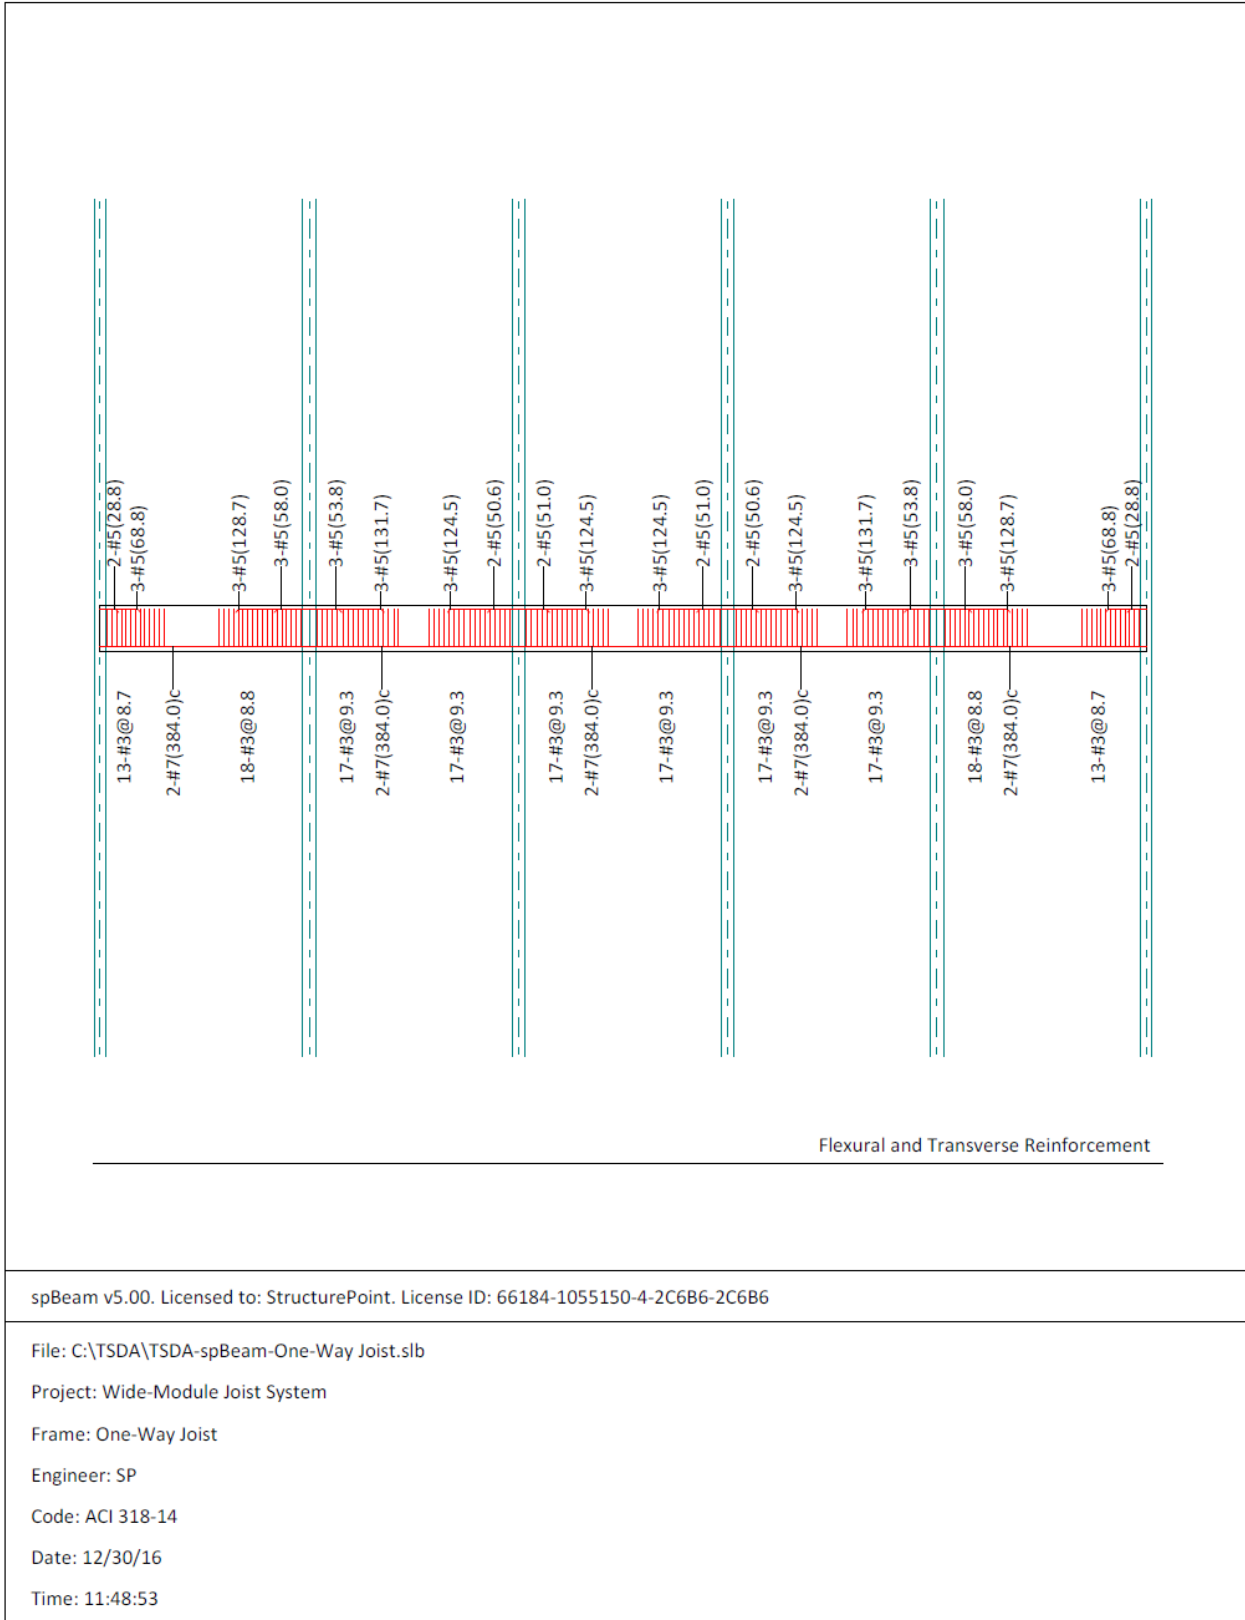 2-#5(28.8)
3-#5(68.8)
3-#5(128.7)
3-#5(58.0)
3-#5(53.8)
3-#5(131.7)
3-#5(124.5)
2-#5(50.6)
2-#5(51.0)
3-#5(124.5)
3-#5(124.5)
2-#5(51.0)
2-#5(50.6)
3-#5(124.5)
3-#5(131.7)
3-#5(53.8)
3-#5(58.0)
3-#5(128.7)
3-#5(68.8)
2-#5(28.8)
13-#3@8.7
2-#7(384.0)c
18-#3@8.8
17-#3@9.3
2-#7(384.0)c
17-#3@9.3
17-#3@9.3
2-#7(384.0)c
17-#3@9.3
17-#3@9.3
2-#7(384.0)c
17-#3@9.3
18-#3@8.8
2-#7(384.0)c
13-#3@8.7
Flexural and Transverse Reinforcement
spBeam v5.00. Licensed to: StructurePoint. License ID: 66184-1055150-4-2C6B6-2C6B6
File: C:\TSDA\TSDA-spBeam-One-Way Joist.slb
Project: Wide-Module Joist System
Frame: One-Way Joist
Engineer: SP
Code: ACI 318-14
Date: 12/30/16
Time: 11:48:53